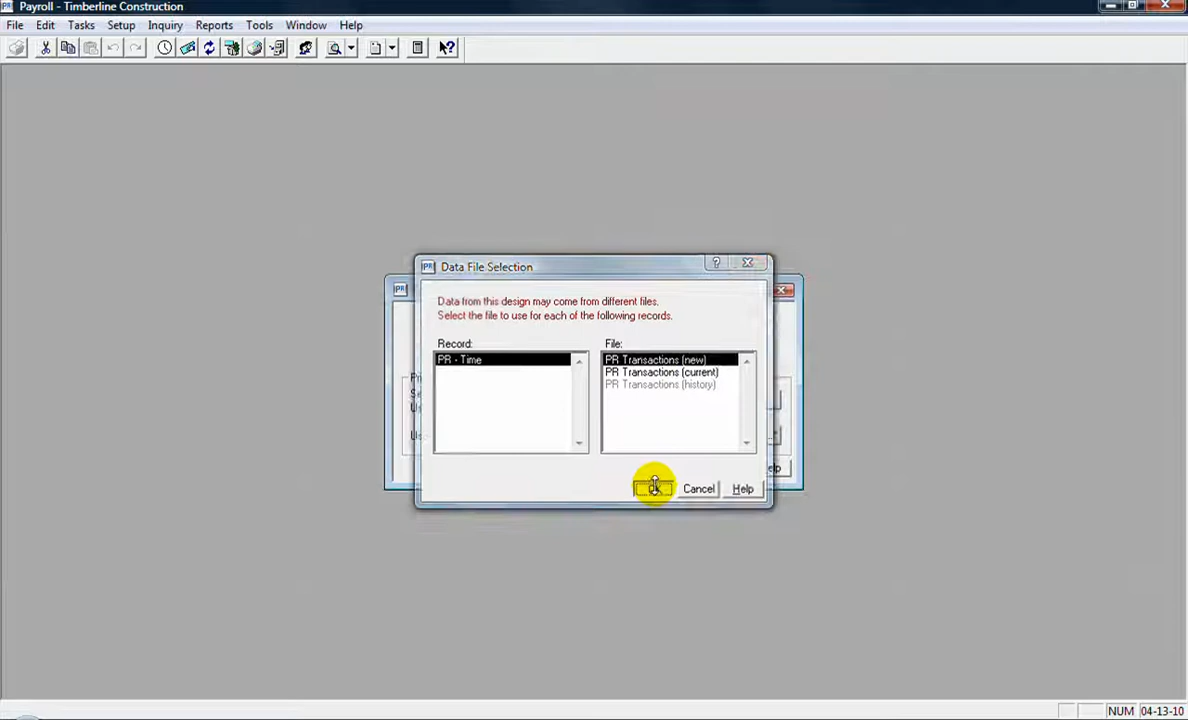 Payroll - Timberline Construction
File Edit Tasks Setup Inquiry Reports Tools Window Help
Data File Selection
Data from this design may come from different files.
Select the file to use for each of the following records.
Record: File:
PR - Time PR Transactions (new)
PR Transactions (current)
PR Transactions (history)
Cancel Help
NUM 04-13-10